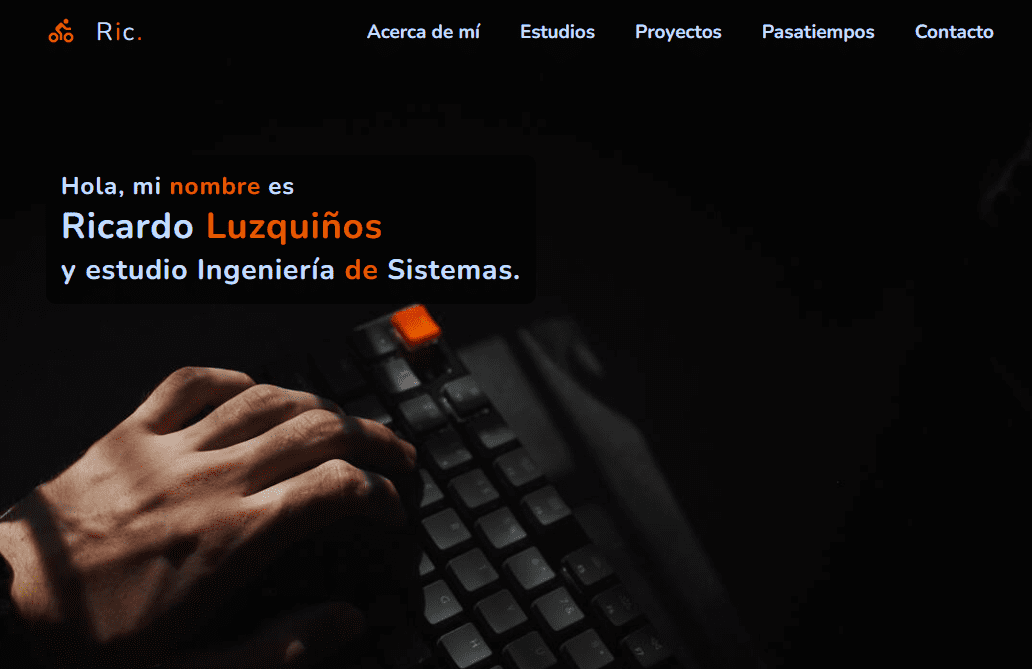 Ric.
Acerca de mí Estudios Proyectos Pasatiempos Contacto
Hola, mi nombre es
Ricardo Luzquiños
y estudio Ingeniería de Sistemas.